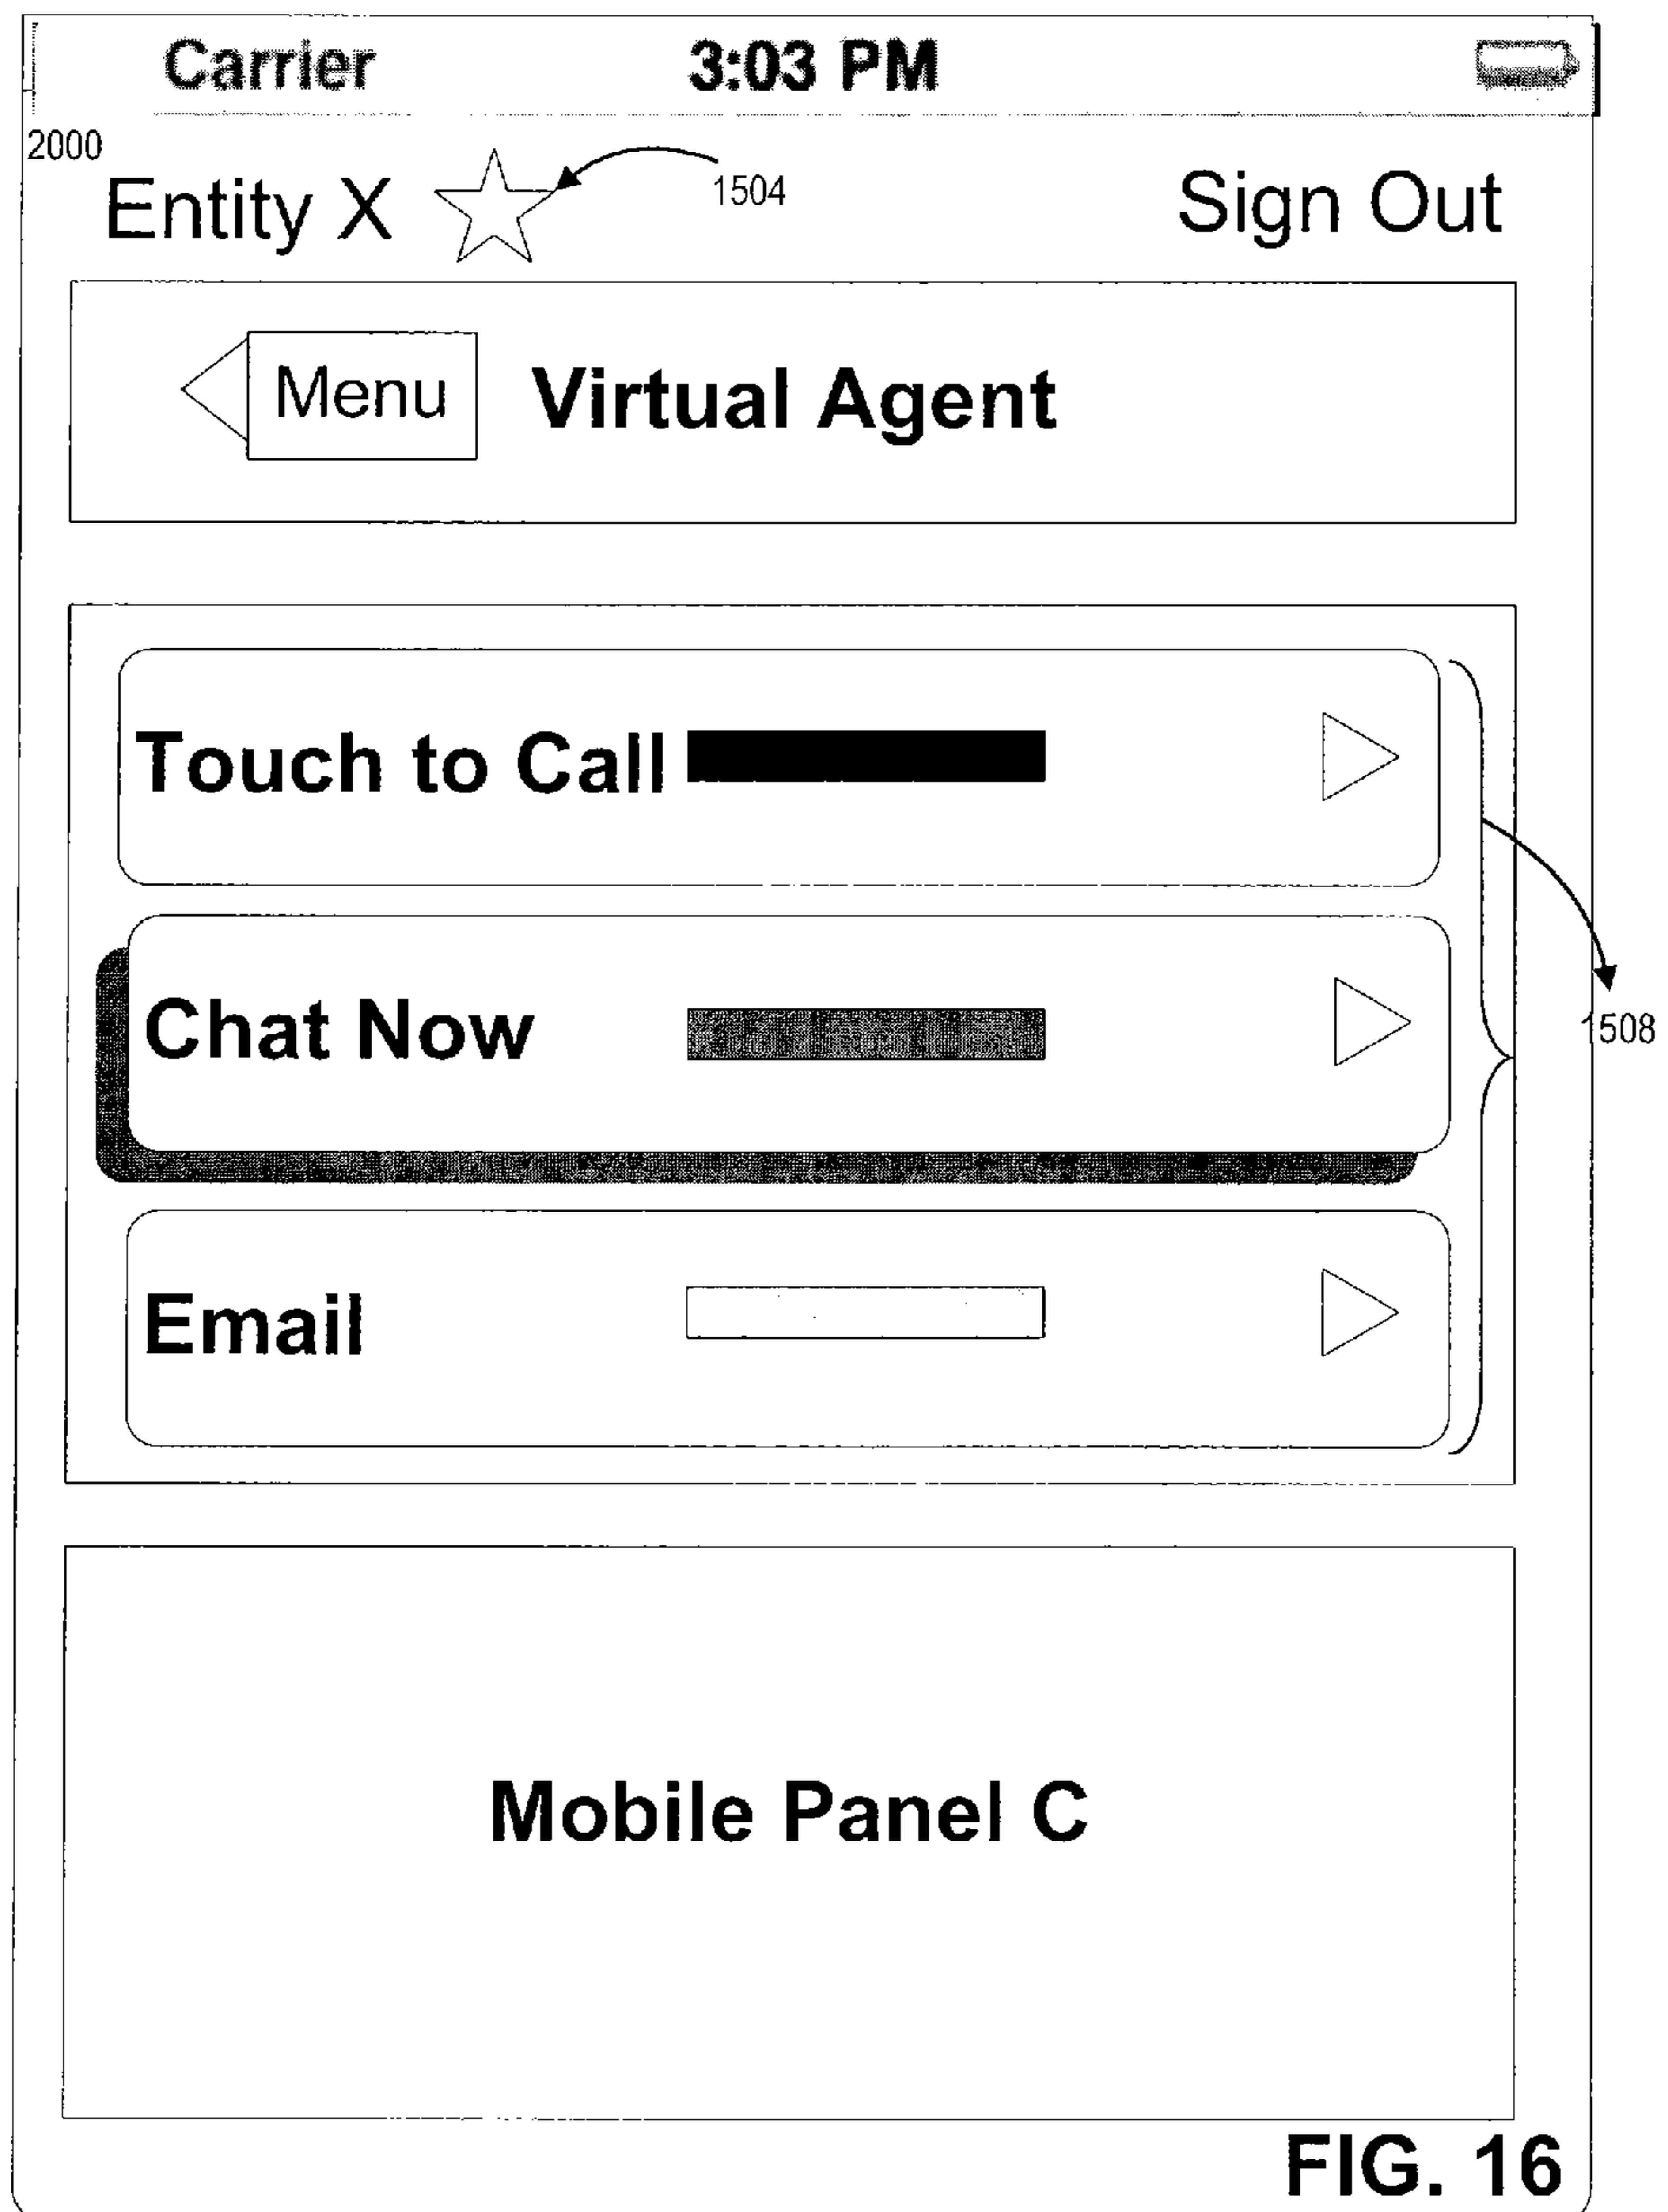 Carrier 3:03 PM
2000
Entity X 1504 Sign Out
Menu Virtual Agent
Touch to Call
Chat Now
1508
Email
Mobile Panel C
FIG. 16